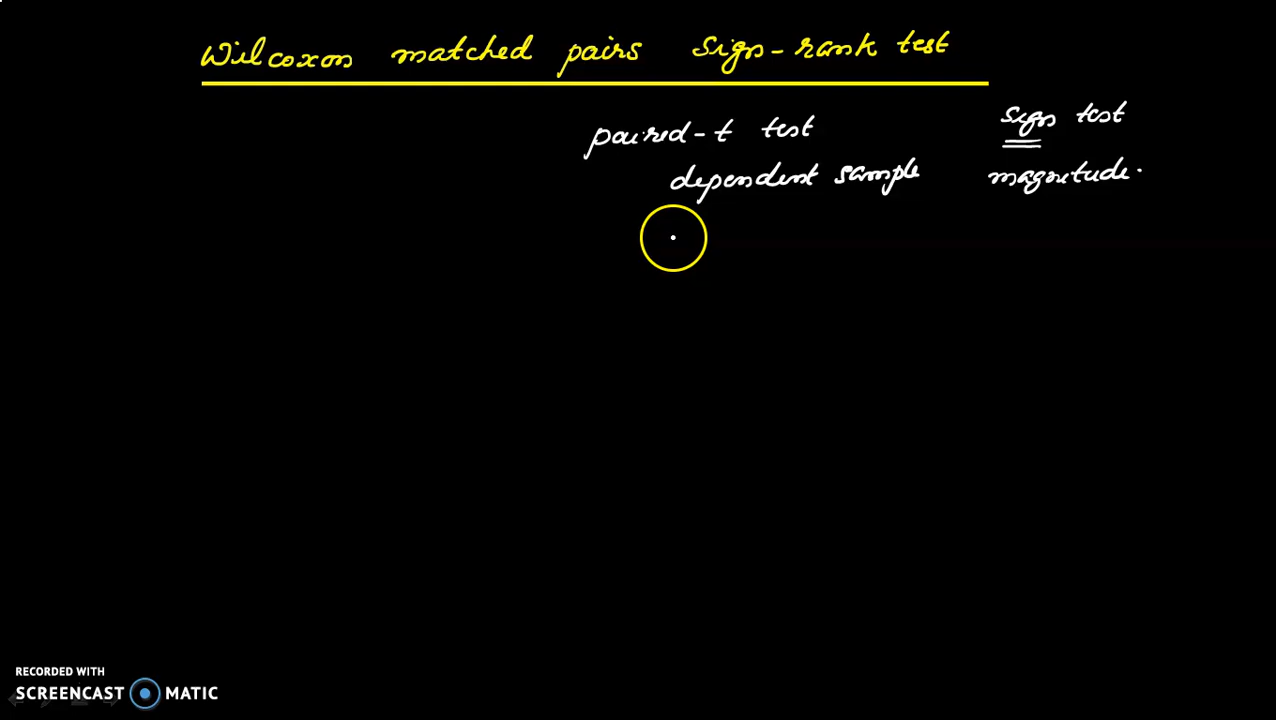 Wilcoxon matched pairs Sign-rank test
paired-t test
dependent sample
sign test
magnitude.
RECORDED WITH
SCREENCAST MATIC